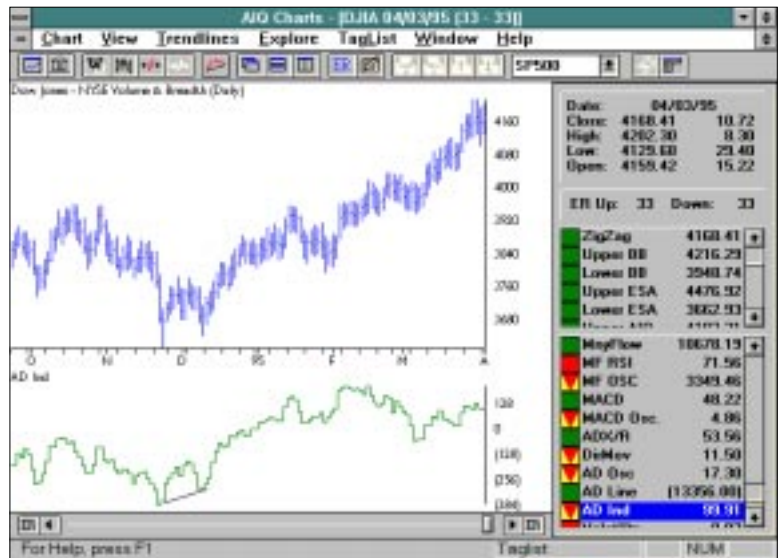 AIQ Charts - [DJIA 04/03/95 (33 - 33)]
Chart View Trendlines Explore TagList Window Help
SP500
Dow Jones - NYSE Volume & Breadth (Daily)
4160
4080
4000
3920
3840
3760
3680
O N D 95 F M A
AD Ind
128
0
(128)
(256)
(384)
Date: 04/03/95
Close: 4168.41 10.72
High: 4202.30 8.30
Low: 4129.68 29.40
Open: 4159.42 15.22
ER Up: 33 Down: 33
ZigZag 4168.41
Upper BB 4216.29
Lower BB 3948.74
Upper ESA 4476.92
Lower ESA 3662.93
MnyFlow 10678.19
MF RSI 71.56
MF OSC 3349.46
MACD 48.22
MACD Osc. 4.86
ADX/R 53.56
DirMov 11.50
AD Osc 17.30
AD Line (13356.00)
AD Ind 99.91
For Help, press F1
Taglist
NUM